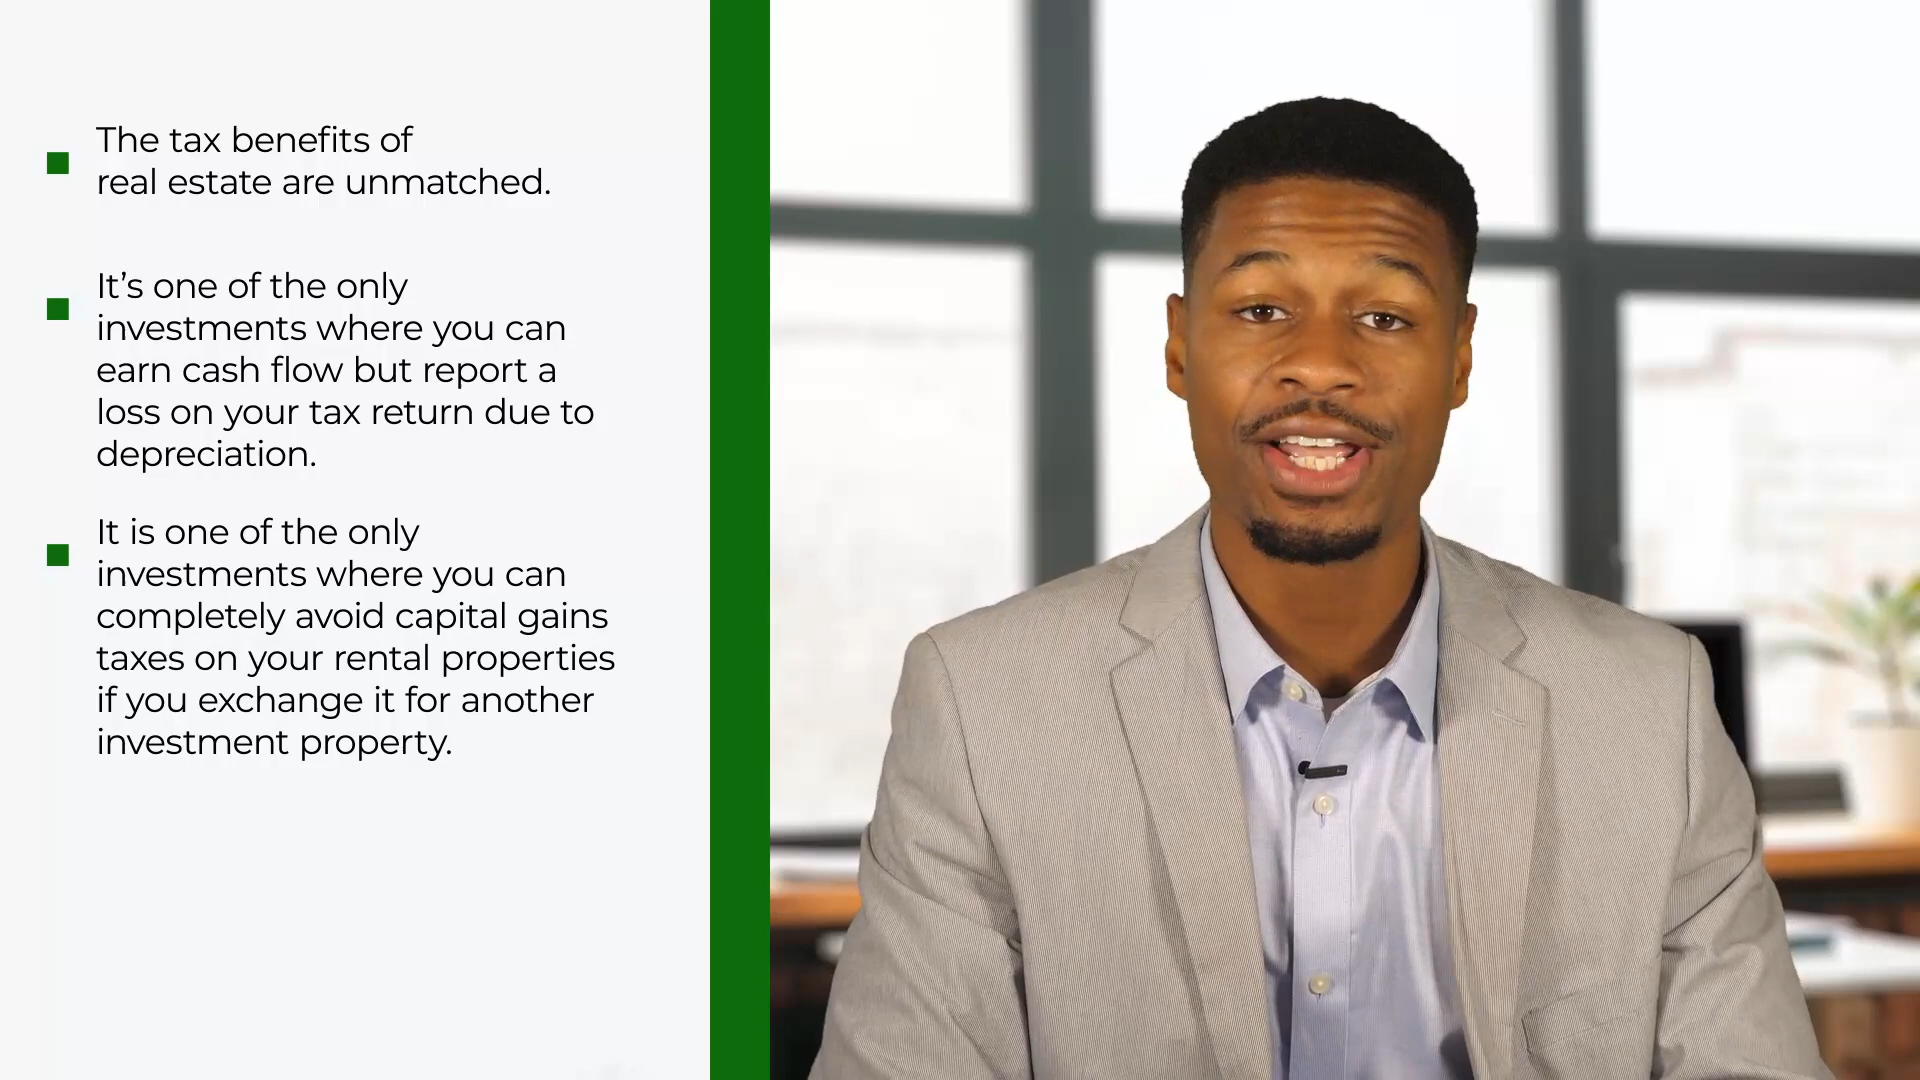 The tax benefits of
real estate are unmatched.
It’s one of the only
investments where you can
earn cash flow but report a
loss on your tax return due to
depreciation.
It is one of the only
investments where you can
completely avoid capital gains
taxes on your rental properties
if you exchange it for another
investment property.